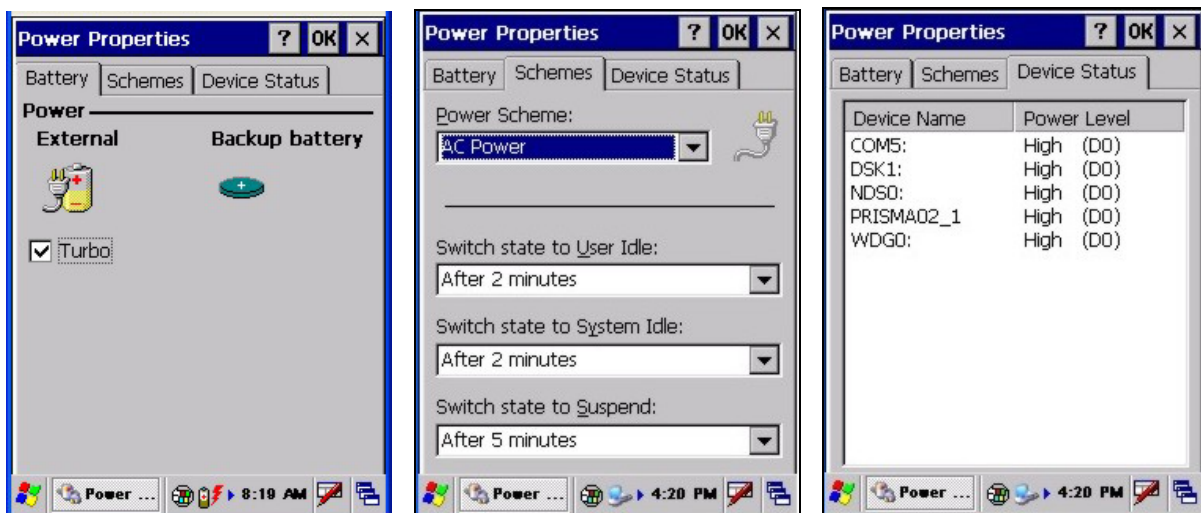 Power Properties ? OK ×
Battery Schemes Device Status
Power
External Backup battery
Turbo
Power ... 8:19 AM
Power Properties ? OK ×
Battery Schemes Device Status
Power Scheme:
AC Power
Switch state to User Idle:
After 2 minutes
Switch state to System Idle:
After 2 minutes
Switch state to Suspend:
After 5 minutes
Power ... 4:20 PM
Power Properties ? OK ×
Battery Schemes Device Status
Device Name Power Level
COM5: High (D0)
DSK1: High (D0)
NDS0: High (D0)
PRISMA02_1 High (D0)
WDG0: High (D0)
Power ... 4:20 PM